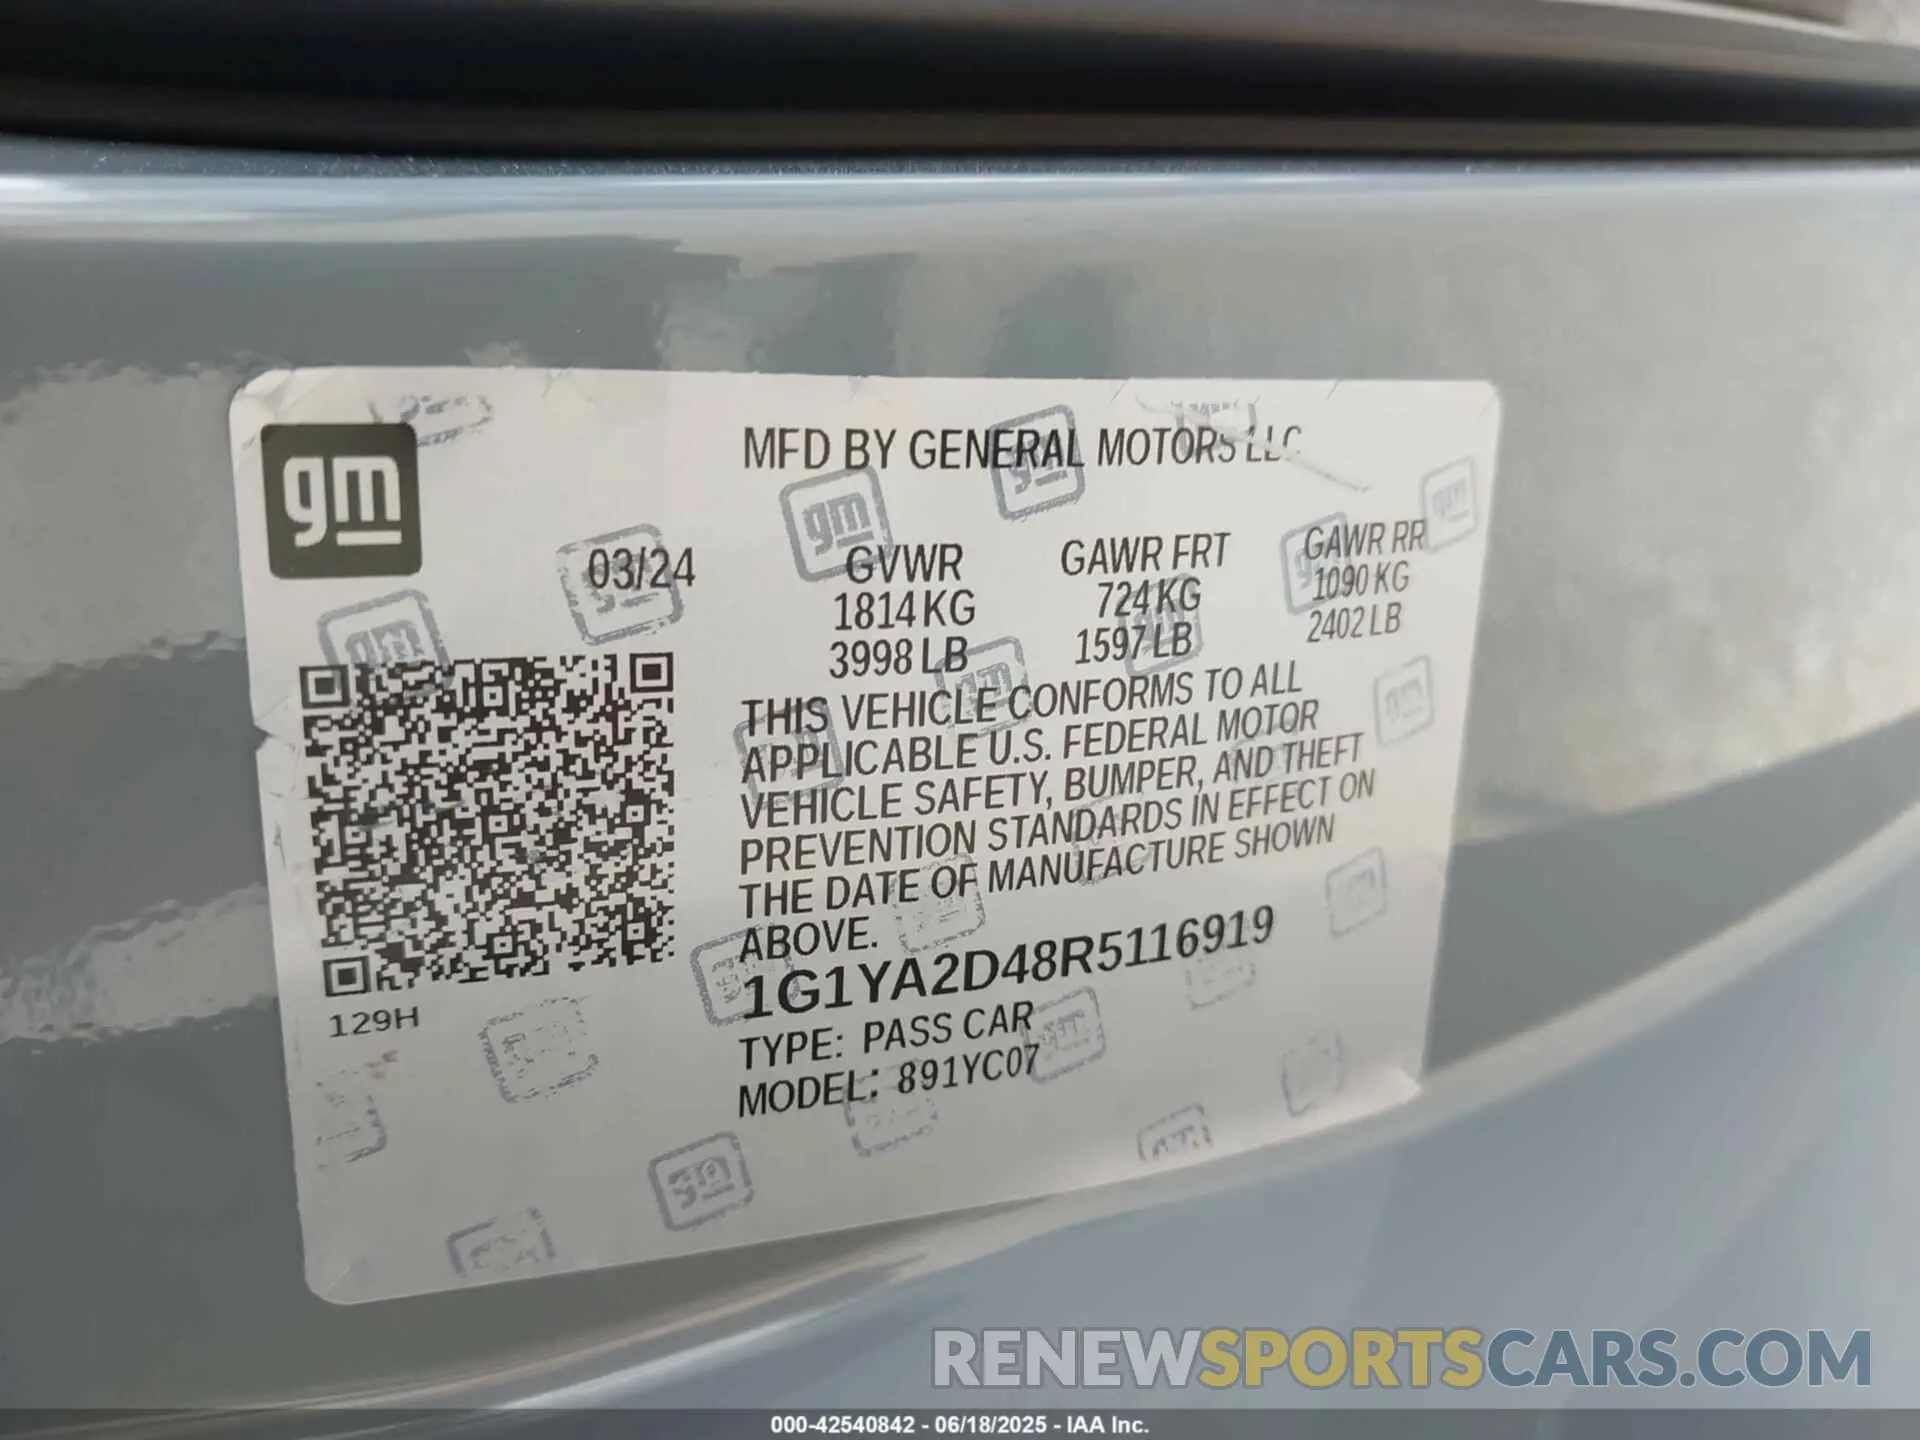 gm
MFD BY GENERAL MOTORS LLC
03/24
GVWR
1814 KG
3998 LB
GAWR FRT
724 KG
1597 LB
GAWR RR
1090 KG
2402 LB
THIS VEHICLE CONFORMS TO ALL
APPLICABLE U.S. FEDERAL MOTOR
VEHICLE SAFETY, BUMPER, AND THEFT
PREVENTION STANDARDS IN EFFECT ON
THE DATE OF MANUFACTURE SHOWN
ABOVE.
1G1YA2D48R5116919
TYPE: PASS CAR
MODEL: 891YC07
129H
RENEWSPORTSCARS.COM
000-42540842 - 06/18/2025 - IAA Inc.